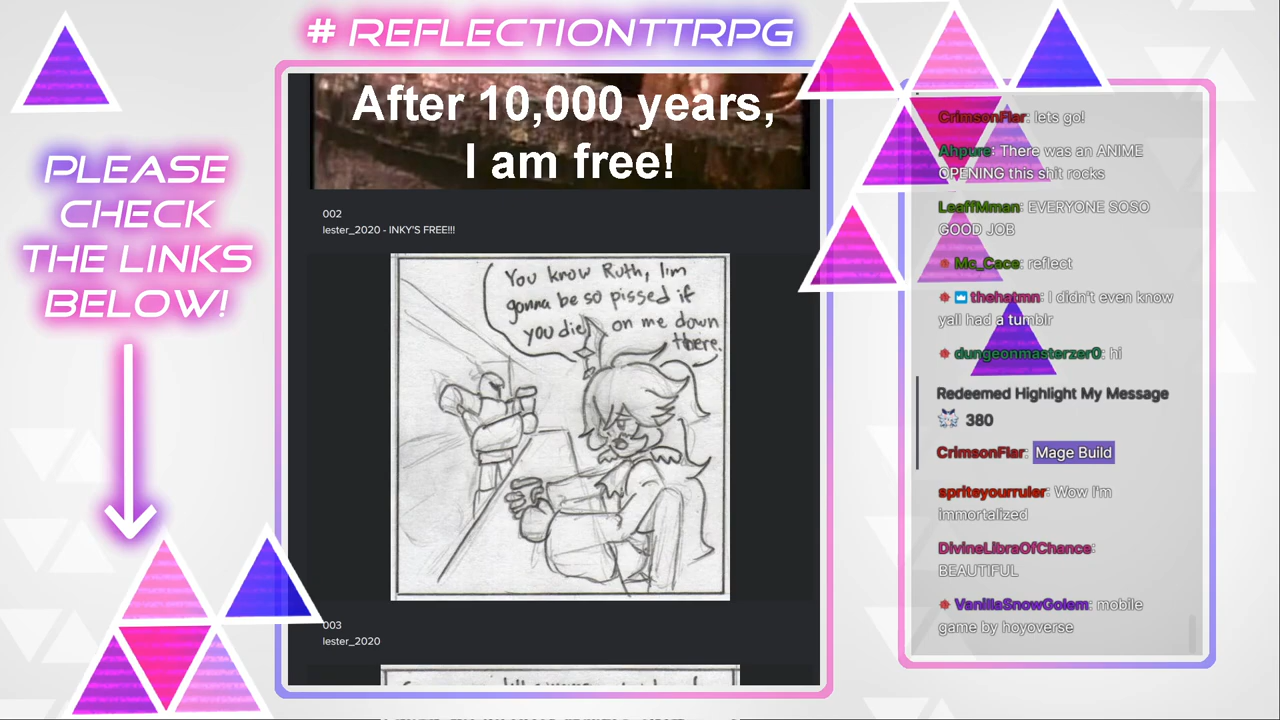 # REFLECTIONTTRPG
PLEASE
CHECK
THE LINKS
BELOW!
After 10,000 years,
I am free!
002
lester_2020 - INKY'S FREE!!!
You know Ruth, I'm
gonna be so pissed if
you die on me down
there.
003
lester_2020
CrimsonFlar: lets go!
Ahpure: There was an ANIME
OPENING this shit rocks
LeaffMman: EVERYONE SOSO
GOOD JOB
Mc_Cace: reflect
thehatmn: I didn't even know
yall had a tumblr
dungeonmasterzer0: hi
Redeemed Highlight My Message
380
CrimsonFlar: Mage Build
spriteyourruler: Wow I'm
immortalized
DivineLibraOfChance:
BEAUTIFUL
VanillaSnowGolem: mobile
game by hoyoverse